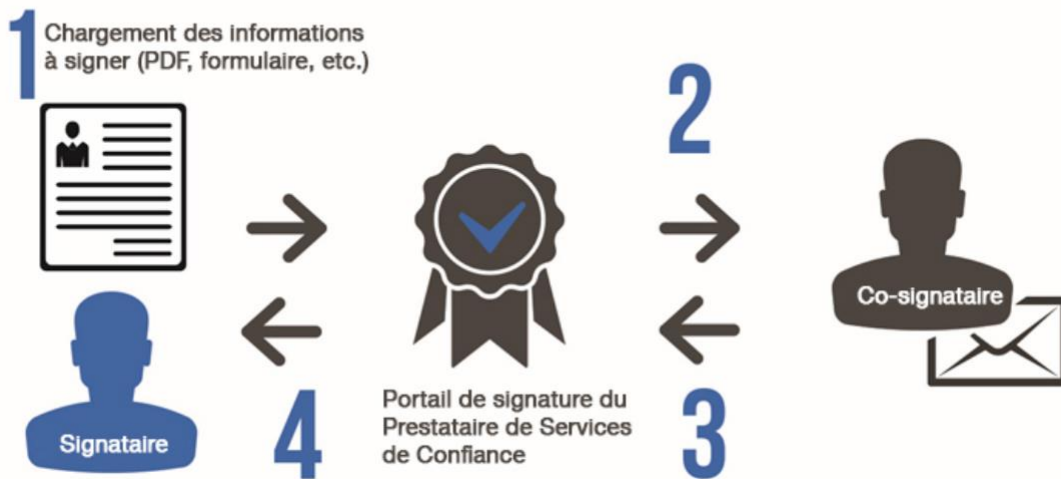 1
Chargement des informations
à signer (PDF, formulaire, etc.)
2
Co-signataire
Signataire
4
Portail de signature du
Prestataire de Services
de Confiance
3